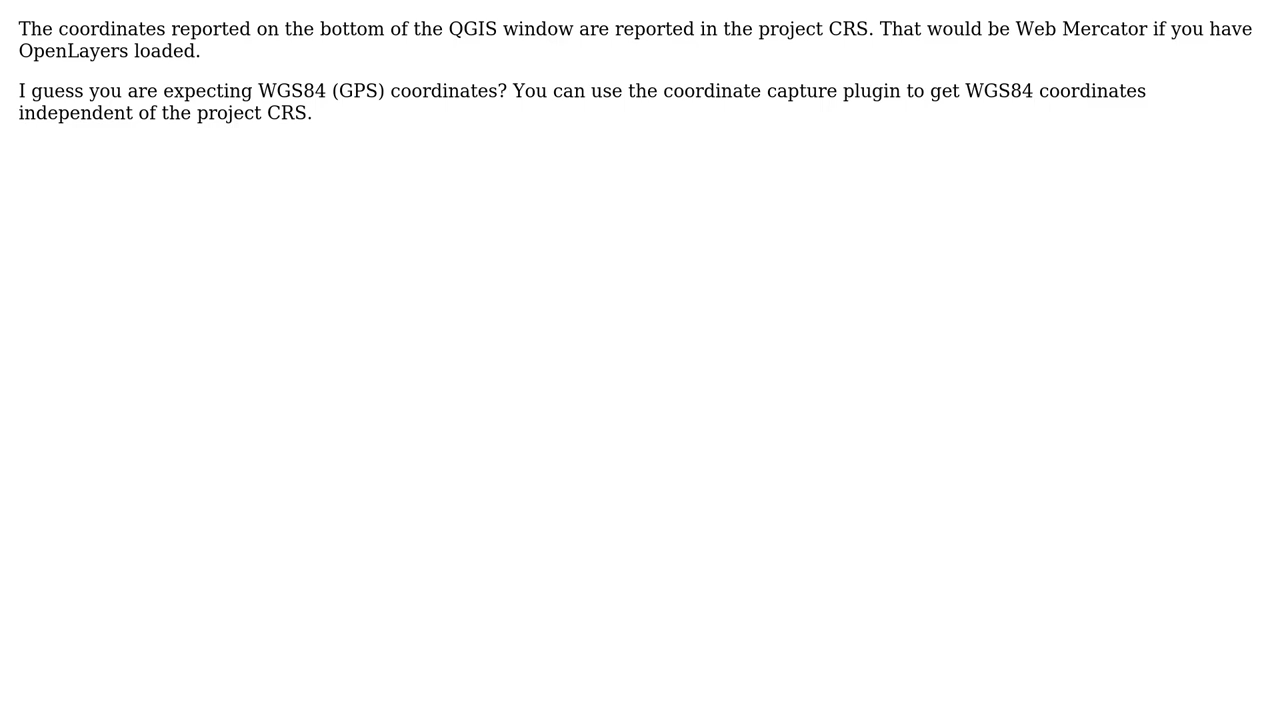 The coordinates reported on the bottom of the QGIS window are reported in the project CRS. That would be Web Mercator if you have
OpenLayers loaded.
I guess you are expecting WGS84 (GPS) coordinates? You can use the coordinate capture plugin to get WGS84 coordinates
independent of the project CRS.